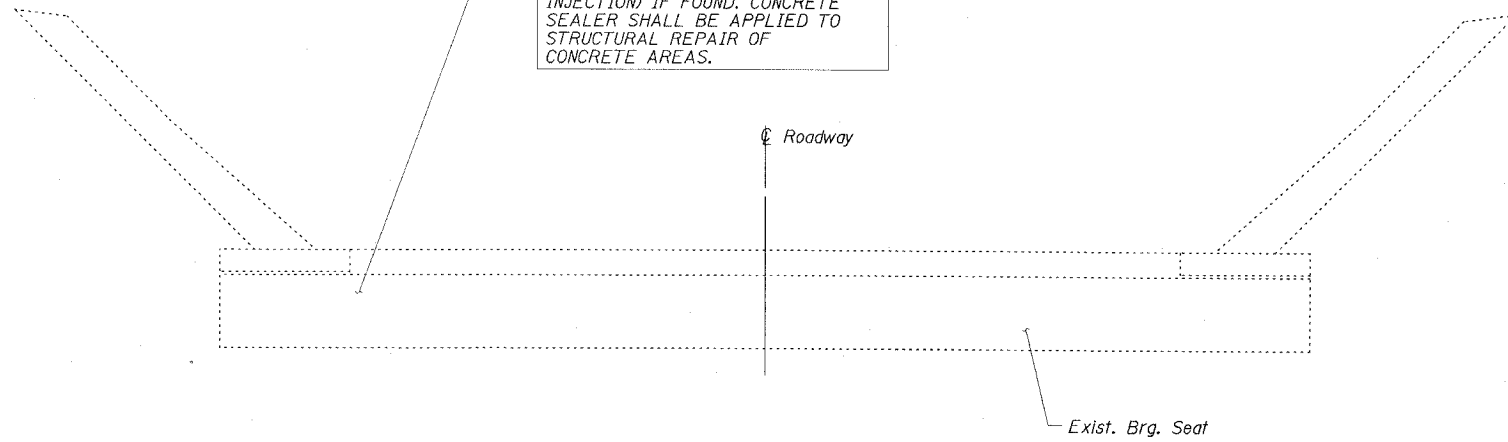 INJECTION) IF FOUND. CONCRETE
SEALER SHALL BE APPLIED TO
STRUCTURAL REPAIR OF
CONCRETE AREAS.
℄ Roadway
Exist. Brg. Seat